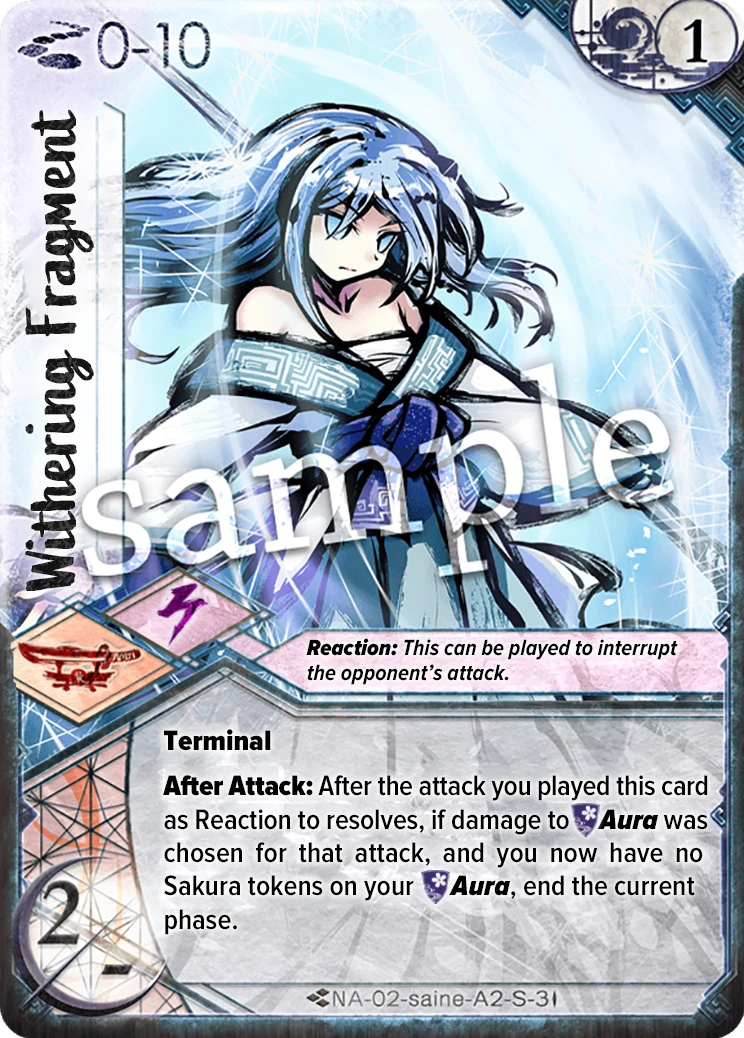 0-10
1
Withering Fragment
sample
Reaction: This can be played to interrupt
the opponent's attack.
Terminal
After Attack: After the attack you played this card
as Reaction to resolves, if damage to Aura was
chosen for that attack, and you now have no
Sakura tokens on your Aura, end the current
phase.
2
-
NA-02-saine-A2-S-3